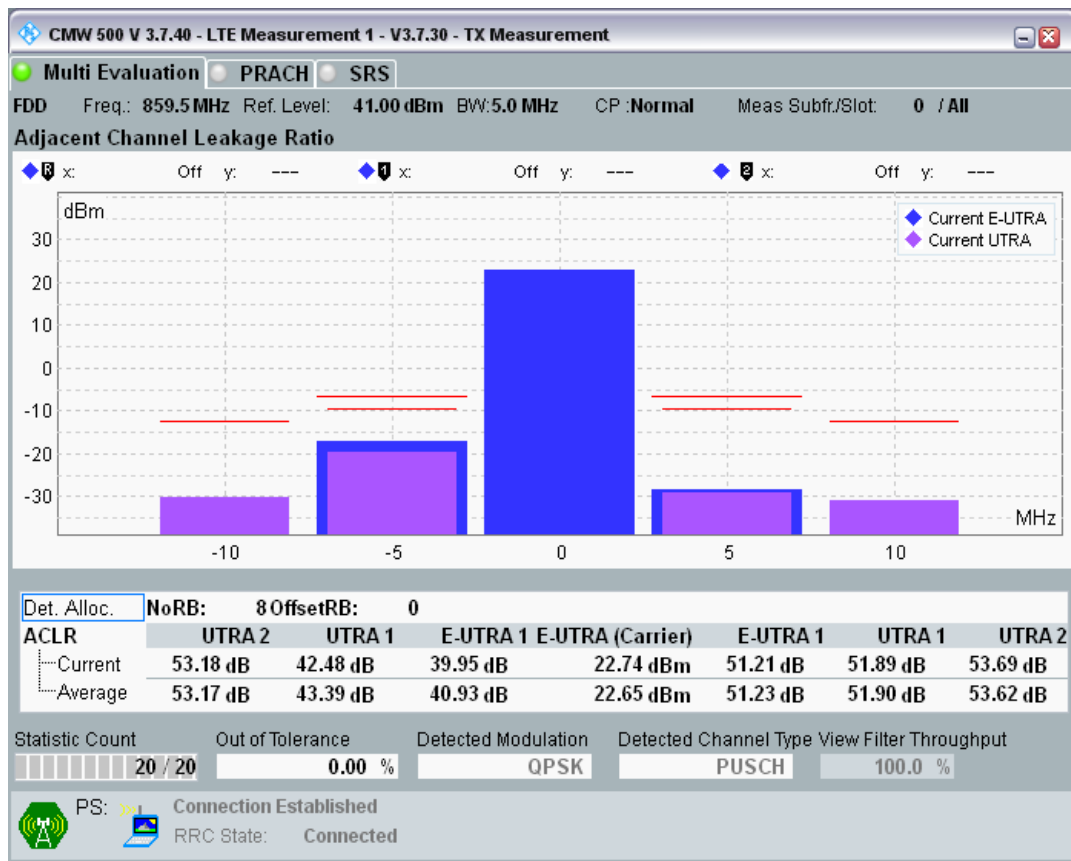 CMW 500 V 3.7.40 - LTE Measurement 1 - V3.7.30 - TX Measurement
Multi Evaluation PRACH SRS
FDD Freq.: 859.5 MHz Ref. Level: 41.00 dBm BW:5.0 MHz CP :Normal Meas Subfr./Slot: 0 / All
Adjacent Channel Leakage Ratio
R x: Off y: --- 1 x: Off y: --- 2 x: Off y: ---
dBm
Current E-UTRA
Current UTRA
30
20
10
0
-10
-20
-30
MHz
-10 -5 0 5 10
Det. Alloc. NoRB: 8 OffsetRB: 0
ACLR UTRA 2 UTRA 1 E-UTRA 1 E-UTRA (Carrier) E-UTRA 1 UTRA 1 UTRA 2
Current 53.18 dB 42.48 dB 39.95 dB 22.74 dBm 51.21 dB 51.89 dB 53.69 dB
Average 53.17 dB 43.39 dB 40.93 dB 22.65 dBm 51.23 dB 51.90 dB 53.62 dB
Statistic Count Out of Tolerance Detected Modulation Detected Channel Type View Filter Throughput
20 / 20 0.00 % QPSK PUSCH 100.0 %
PS: Connection Established
RRC State: Connected